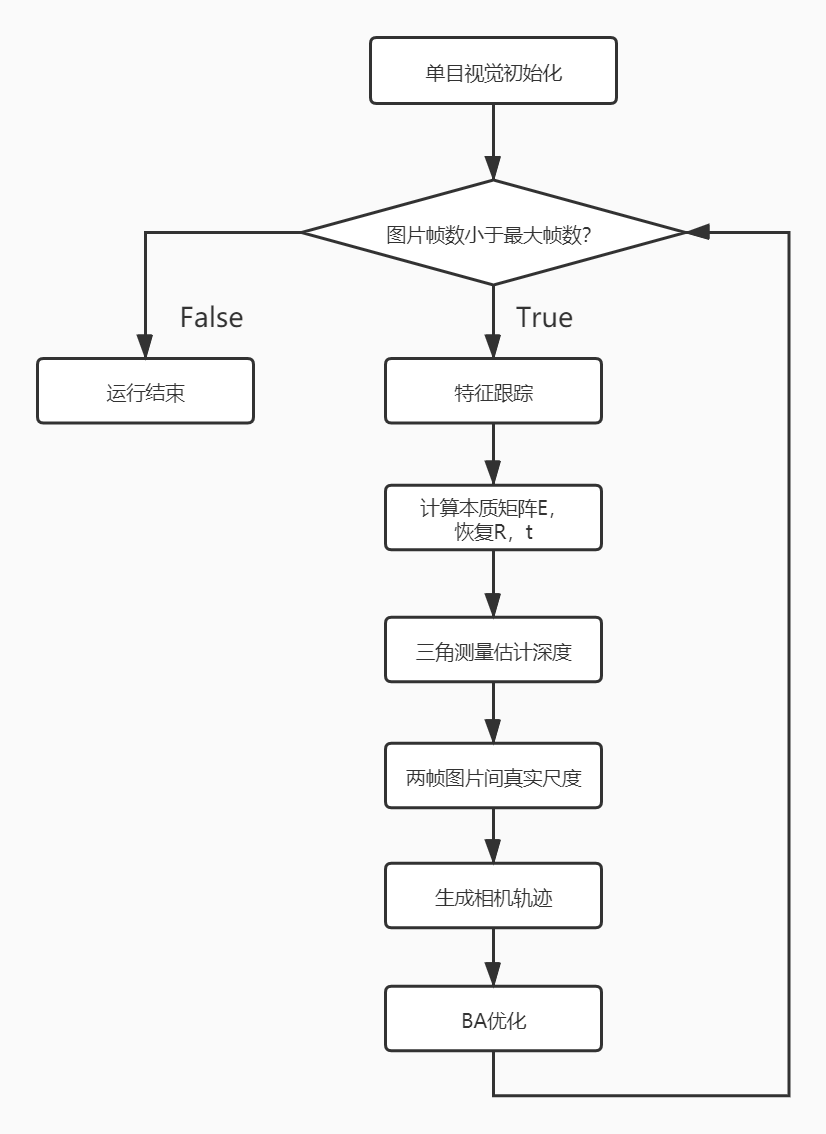 单目视觉初始化
图片帧数小于最大帧数?
False
True
运行结束
特征跟踪
计算本质矩阵E，
恢复R，t
三角测量估计深度
两帧图片间真实尺度
生成相机轨迹
BA优化